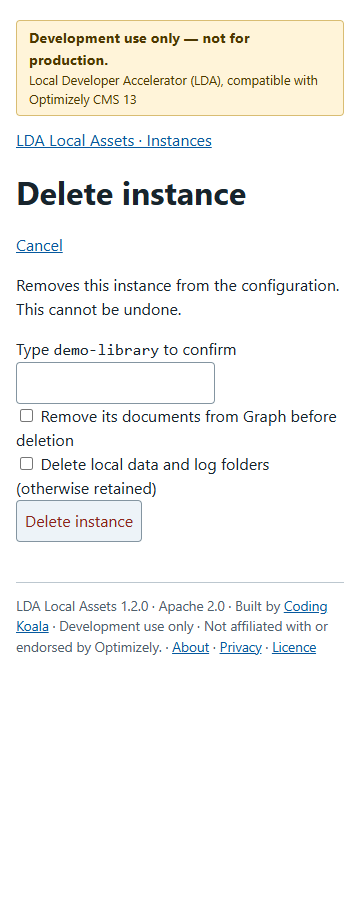 Development use only — not for
production.
Local Developer Accelerator (LDA), compatible with
Optimizely CMS 13
LDA Local Assets · Instances
Delete instance
Cancel
Removes this instance from the configuration.
This cannot be undone.
Type demo-library to confirm
Remove its documents from Graph before
deletion
Delete local data and log folders
(otherwise retained)
Delete instance
LDA Local Assets 1.2.0 · Apache 2.0 · Built by Coding
Koala · Development use only · Not affiliated with or
endorsed by Optimizely. · About · Privacy · Licence